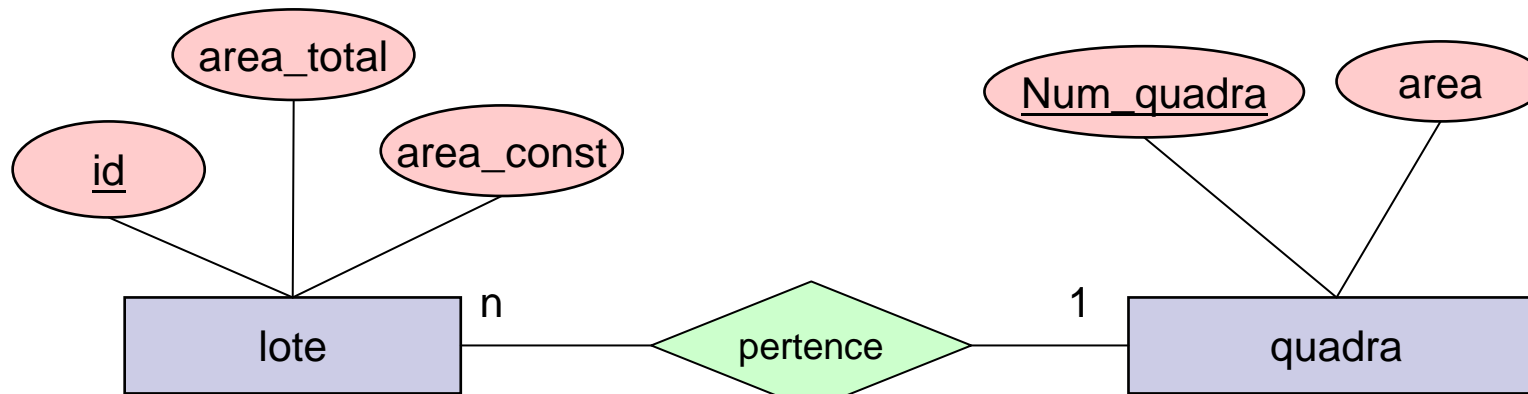 area_total
Num_quadra
area
id
area_const
n
1
lote
pertence
quadra